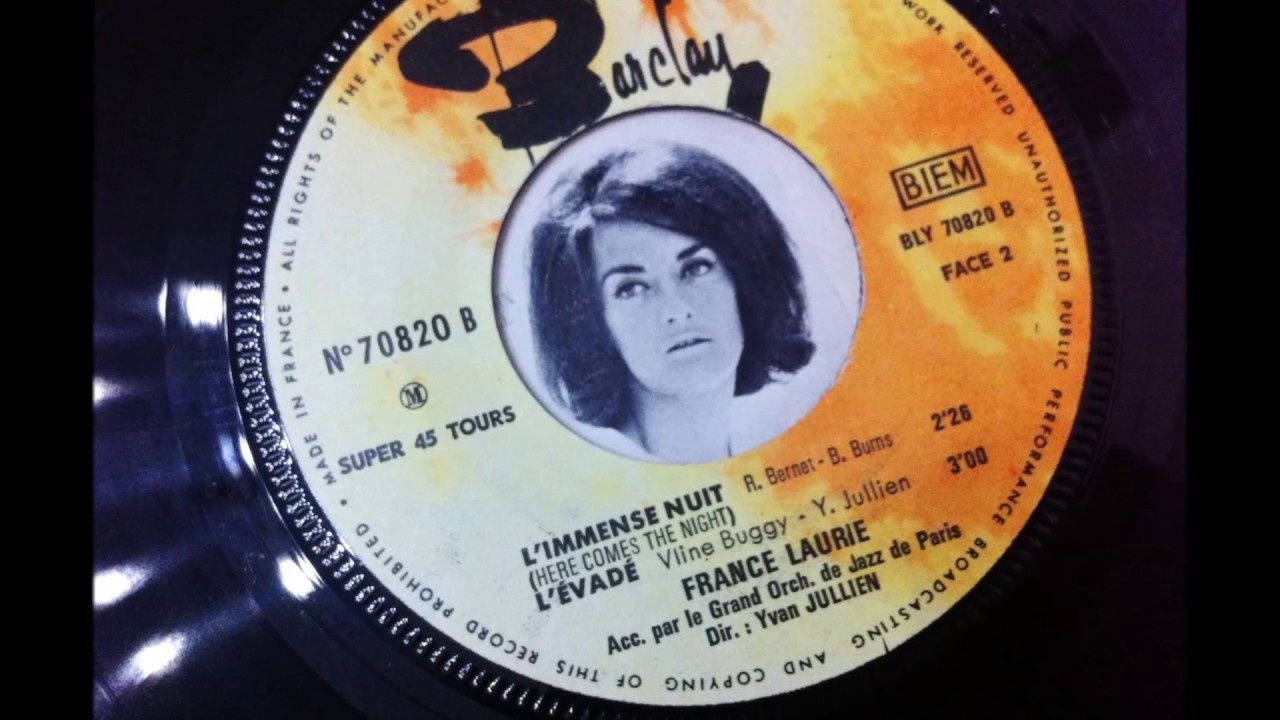 Barclay
MADE IN FRANCE • ALL RIGHTS OF THE MANUFAC
WORK RESERVED UNAUTHORIZED PUBLIC PERFORMANCE BROADCASTING AND COPYING OF THIS RECORD PROHIBITED •
BIEM
BLY 70820 B
FACE 2
N° 70820 B
M
SUPER 45 TOURS
L'IMMENSE NUIT R. Bernet - B. Burns 2'26
(HERE COMES THE NIGHT)
L'ÉVADÉ Vline Buggy - Y. Jullien 3'00
FRANCE LAURIE
Acc. par le Grand Orch. de Jazz de Paris
Dir. : Yvan JULLIEN